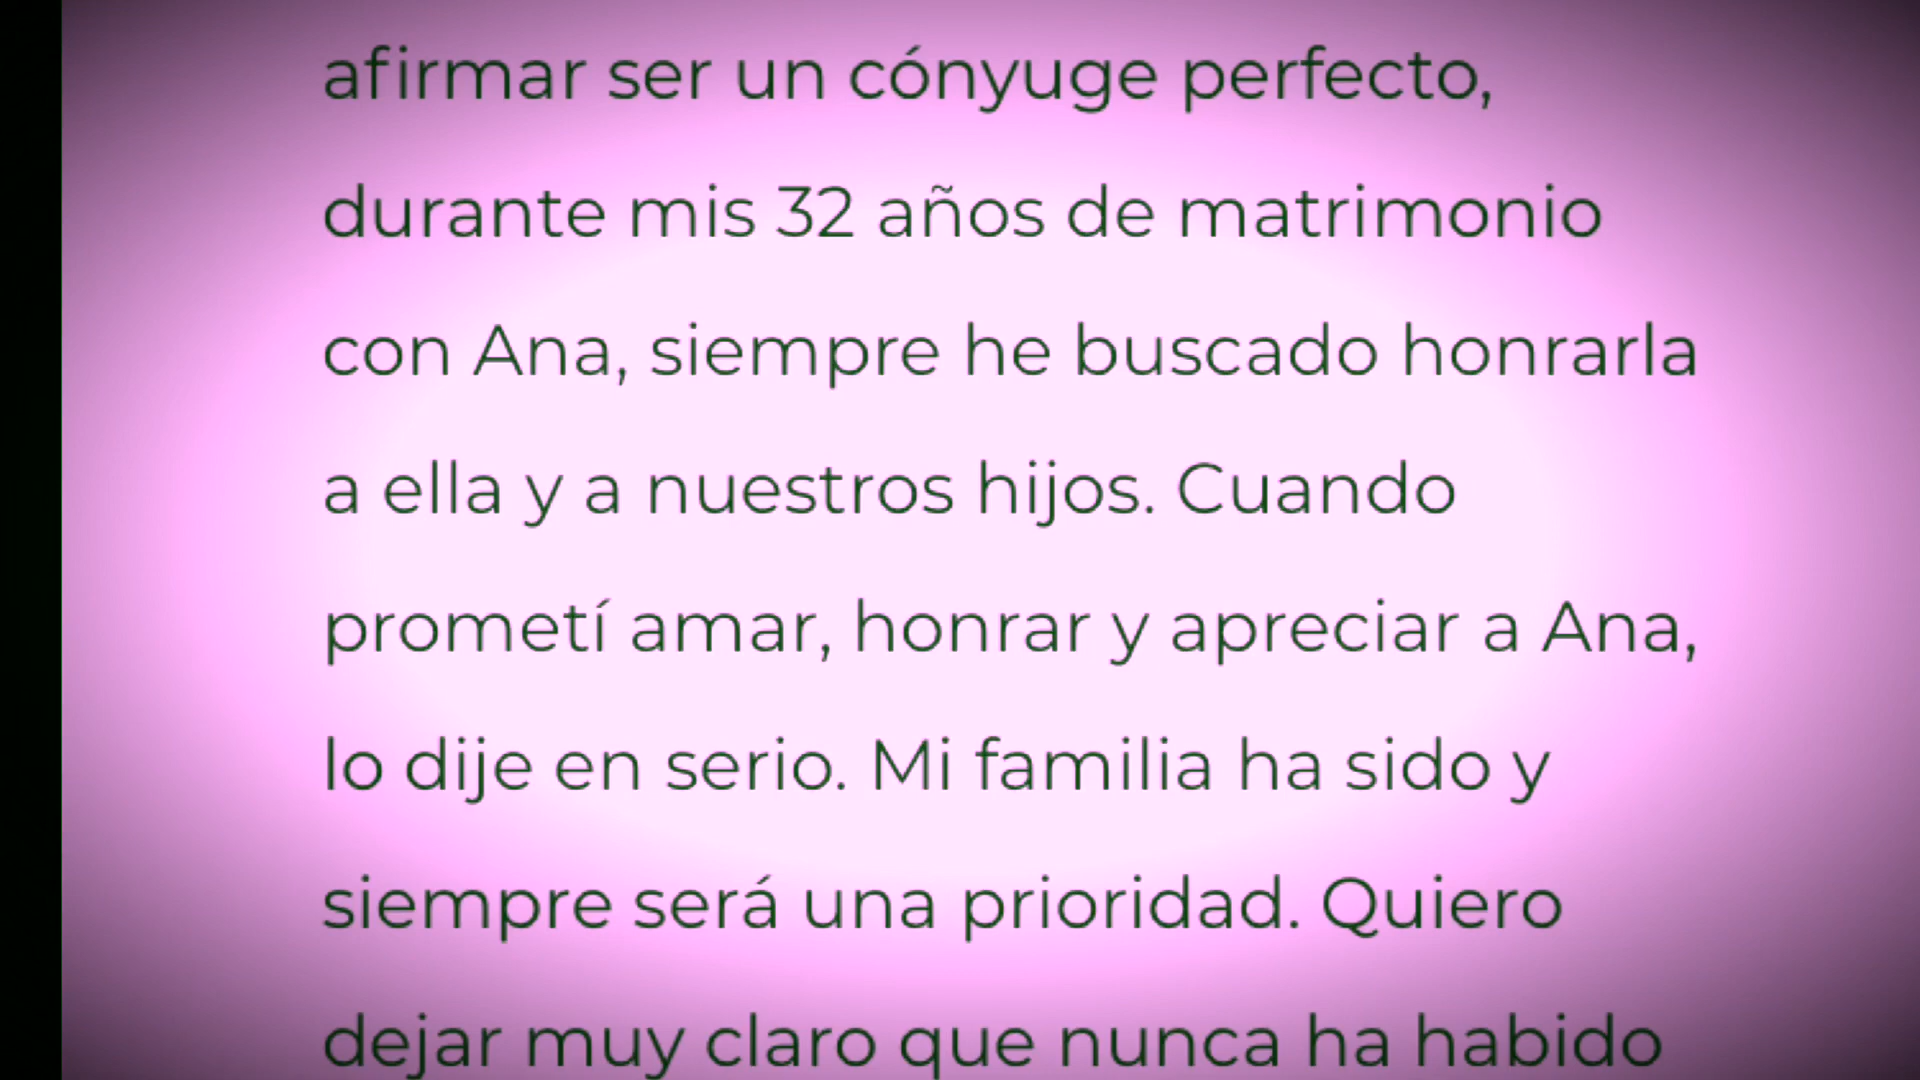 afirmar ser un cónyuge perfecto,
durante mis 32 años de matrimonio
con Ana, siempre he buscado honrarla
a ella y a nuestros hijos. Cuando
prometí amar, honrar y apreciar a Ana,
lo dije en serio. Mi familia ha sido y
siempre será una prioridad. Quiero
dejar muy claro que nunca ha habido